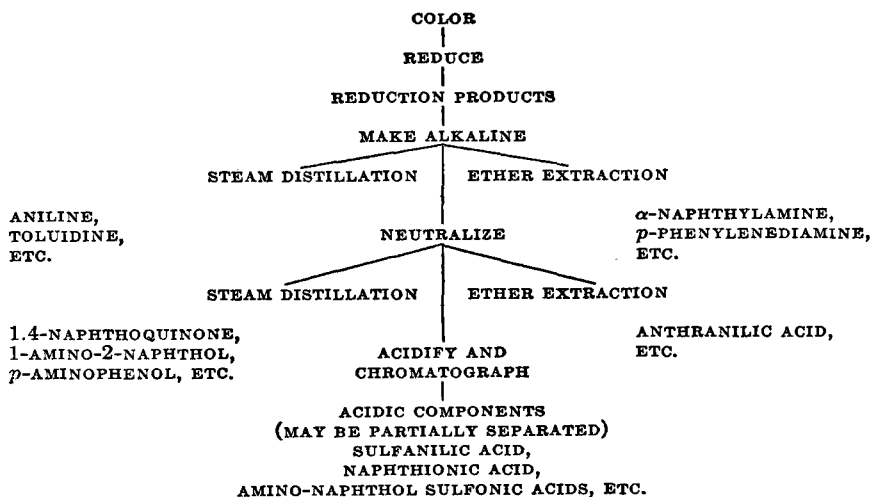 COLOR
REDUCE
REDUCTION PRODUCTS
MAKE ALKALINE
STEAM DISTILLATION
ETHER EXTRACTION
ANILINE,
TOLUIDINE,
ETC.
NEUTRALIZE
α-NAPHTHYLAMINE,
p-PHENYLENEDIAMINE,
ETC.
STEAM DISTILLATION
ETHER EXTRACTION
1.4-NAPHTHOQUINONE,
1-AMINO-2-NAPHTHOL,
p-AMINOPHENOL, ETC.
ACIDIFY AND
CHROMATOGRAPH
ANTHRANILIC ACID,
ETC.
ACIDIC COMPONENTS
(MAY BE PARTIALLY SEPARATED)
SULFANILIC ACID,
NAPHTHIONIC ACID,
AMINO-NAPHTHOL SULFONIC ACIDS, ETC.